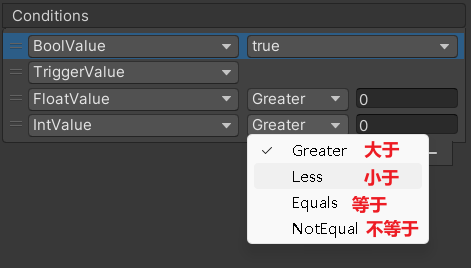 Conditions
BoolValue true
TriggerValue
FloatValue Greater 0
IntValue Greater 0
Greater 大于
Less 小于
Equals 等于
NotEqual 不等于